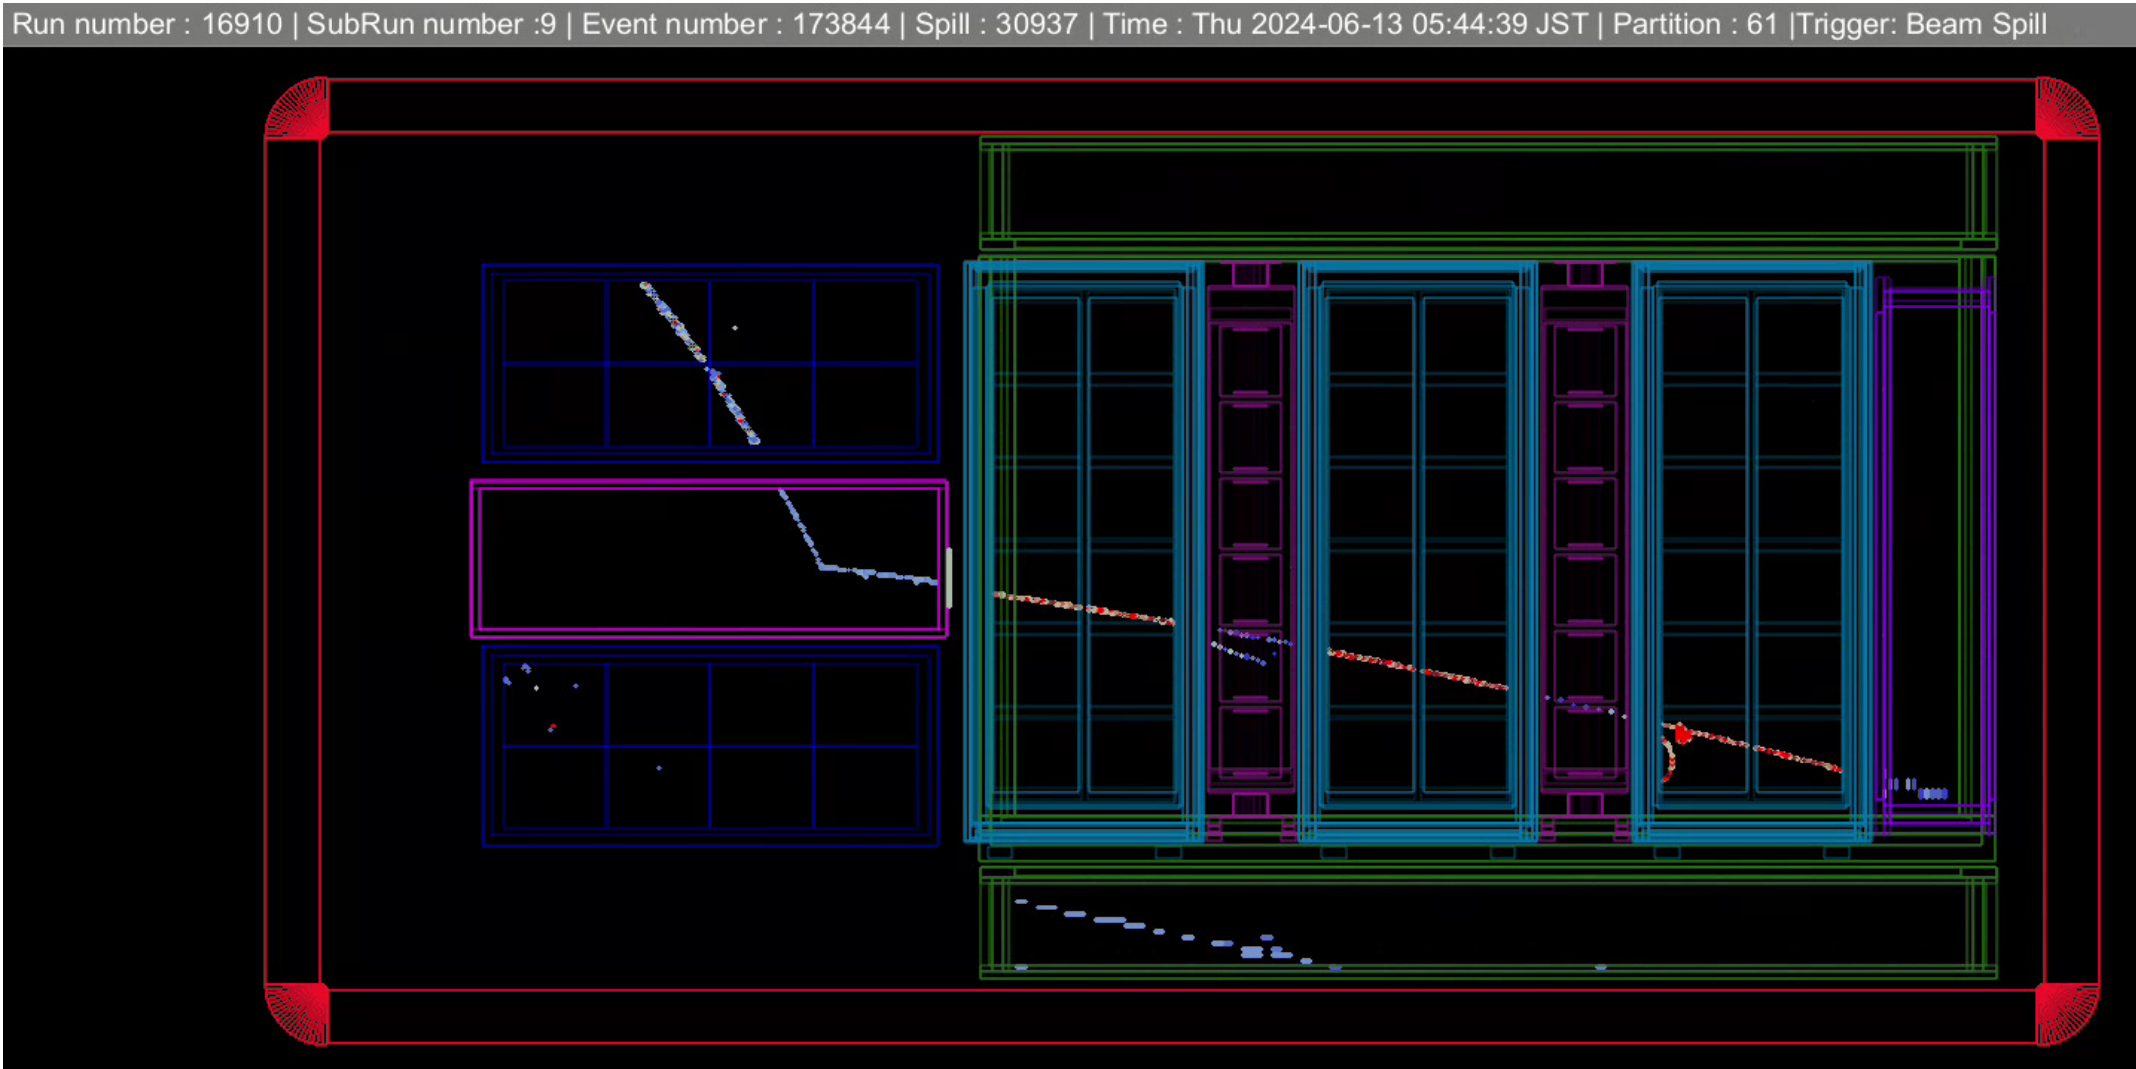 Run number : 16910 | SubRun number :9 | Event number : 173844 | Spill : 30937 | Time : Thu 2024-06-13 05:44:39 JST | Partition : 61 |Trigger: Beam Spill